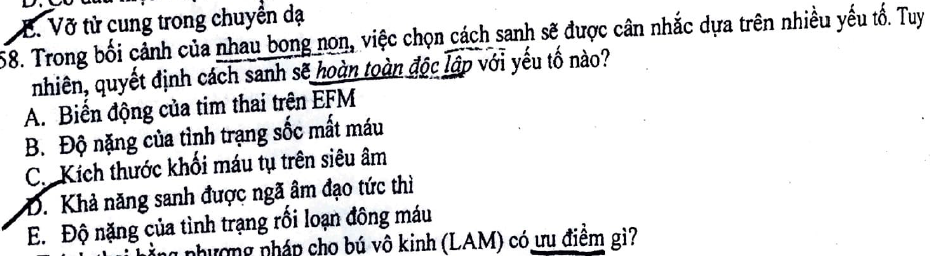 E. Vỡ tử cung trong chuyển dạ
58. Trong bối cảnh của nhau bong non, việc chọn cách sanh sẽ được cân nhắc dựa trên nhiều yếu tố. Tuy
nhiên, quyết định cách sanh sẽ hoàn toàn độc lập với yếu tố nào?
A. Biến động của tim thai trên EFM
B. Độ nặng của tình trạng sốc mất máu
C. Kích thước khối máu tụ trên siêu âm
D. Khả năng sanh được ngã âm đạo tức thì
E. Độ nặng của tình trạng rối loạn đông máu
bằng phương pháp cho bú vô kinh (LAM) có ưu điểm gì?